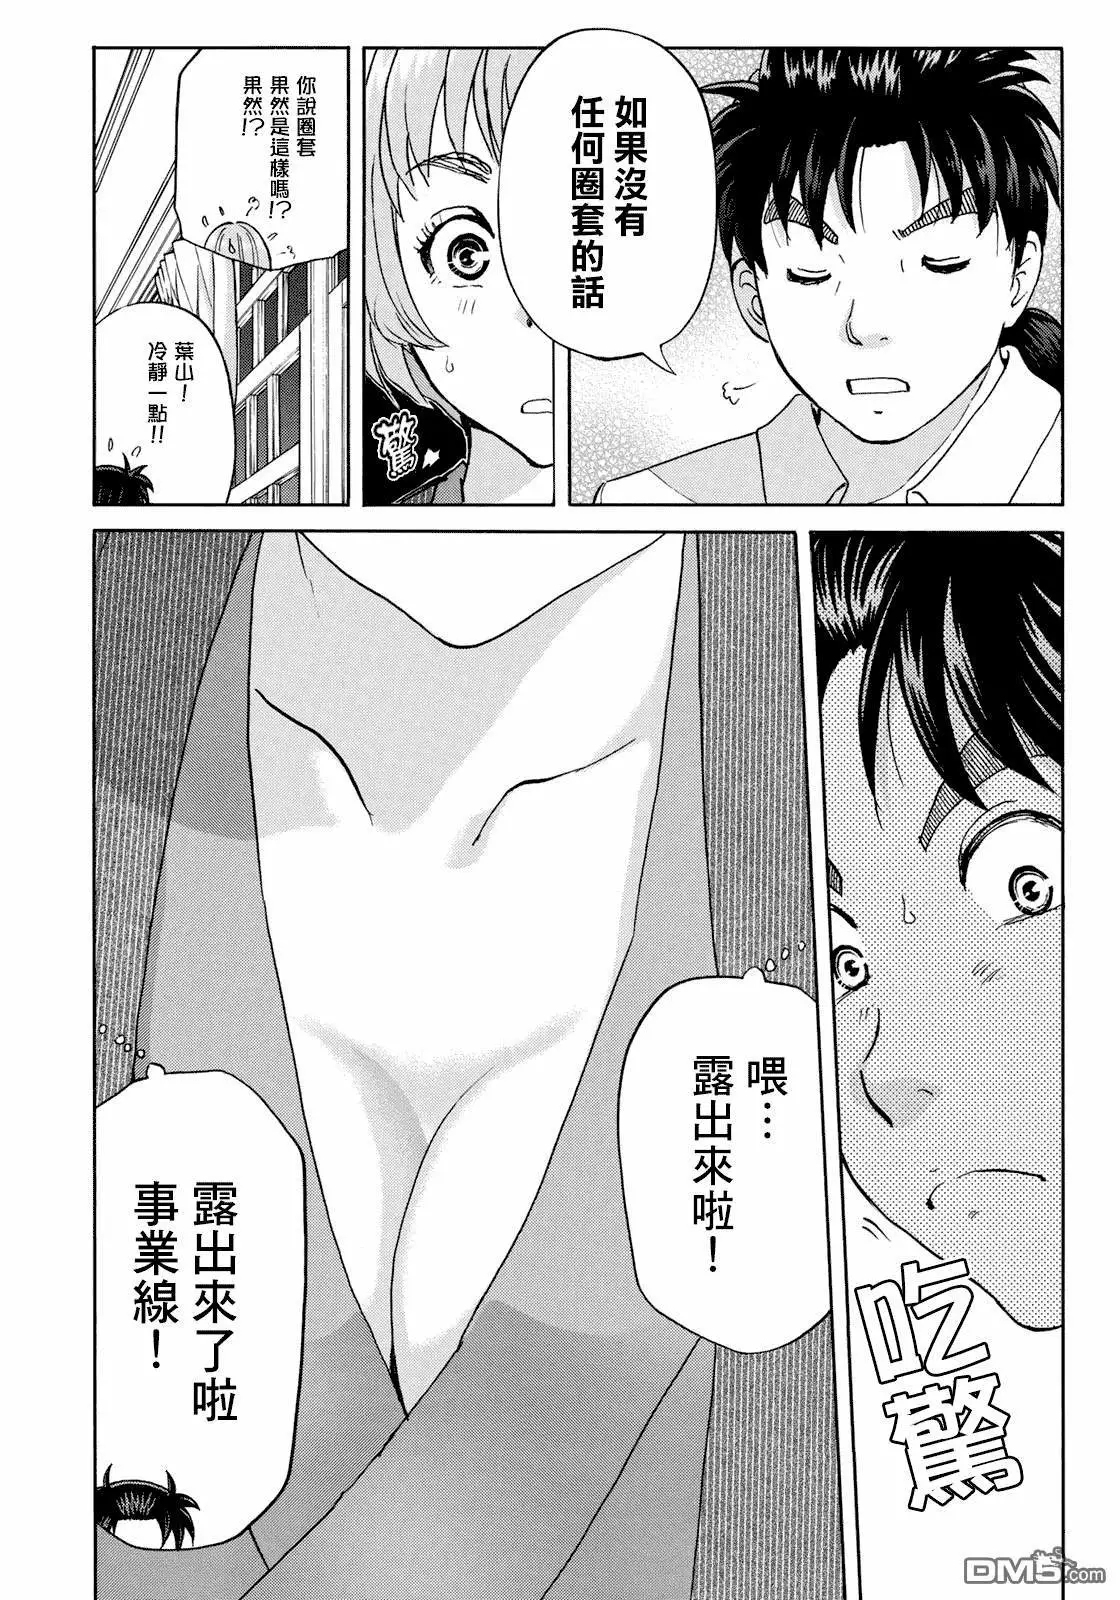 如果沒有
任何圈套的話
驚
你說圈套
果然是這樣嗎!?
果然!?
葉山！
冷靜一點!!
吃驚
喂…
露出來啦！
露出來了啦
事業線！
DM5.com